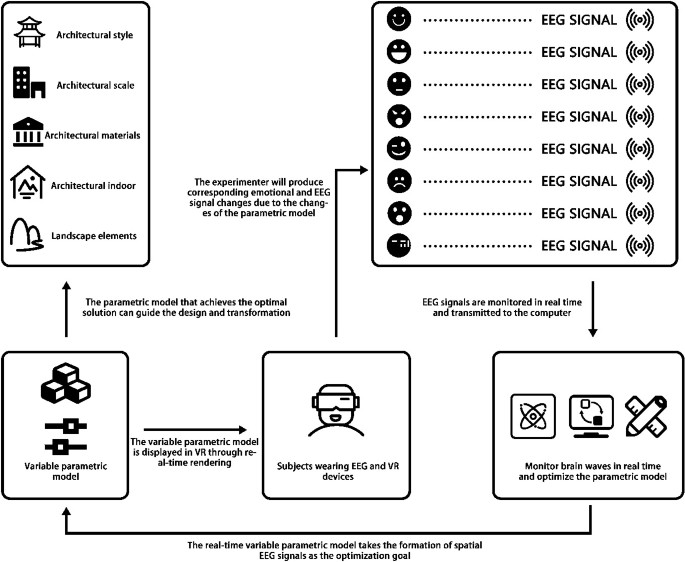 Architectural style
Architectural scale
Architectural materials
Architectural indoor
Landscape elements
EEG SIGNAL
EEG SIGNAL
EEG SIGNAL
EEG SIGNAL
EEG SIGNAL
EEG SIGNAL
EEG SIGNAL
EEG SIGNAL
The experimenter will produce
corresponding emotional and EEG
signal changes due to the chang-
es of the parametric model
The parametric model that achieves the optimal
solution can guide the design and transformation
EEG signals are monitored in real time
and transmitted to the computer
Variable parametric
model
The variable parametric model
is displayed in VR through re-
al-time rendering
Subjects wearing EEG and VR
devices
Monitor brain waves in real time
and optimize the parametric model
The real-time variable parametric model takes the formation of spatial
EEG signals as the optimization goal